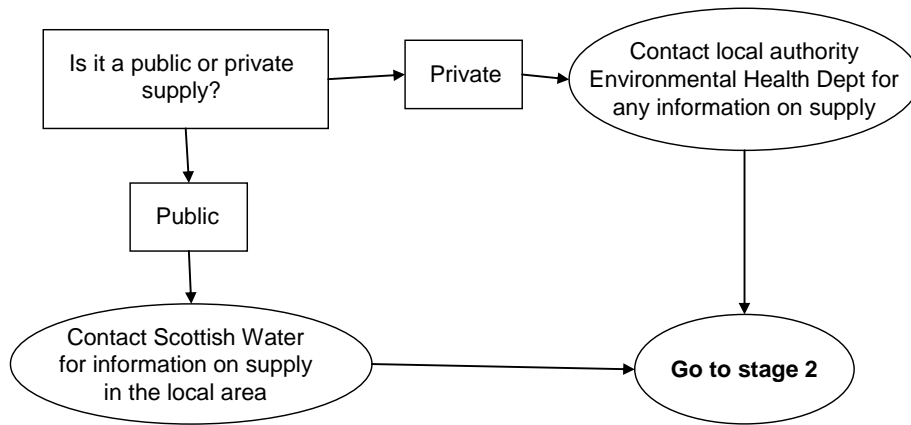 Is it a public or private
supply?
Private
Contact local authority
Environmental Health Dept for
any information on supply
Public
Contact Scottish Water
for information on supply
in the local area
Go to stage 2